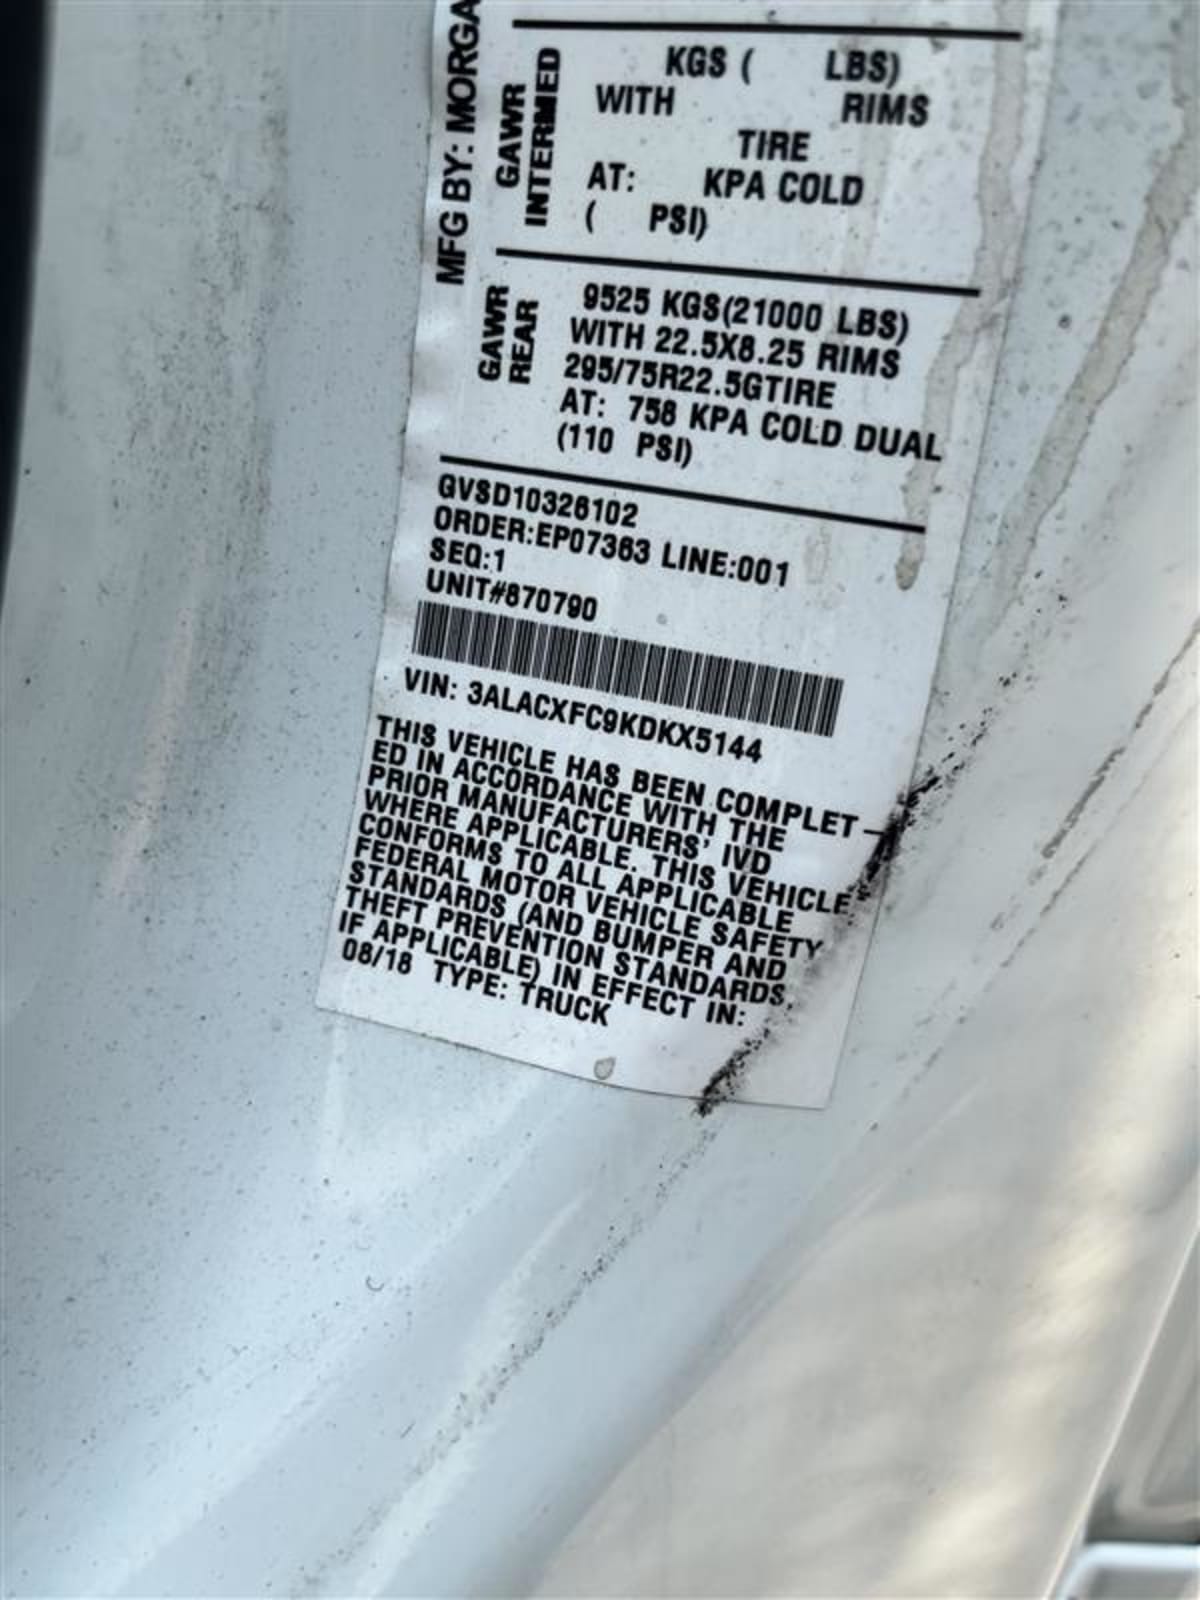 MFG BY: MORGA
GAWR
INTERMED
KGS ( LBS)
WITH RIMS
TIRE
AT: KPA COLD
( PSI)
GAWR
REAR
9525 KGS(21000 LBS)
WITH 22.5X8.25 RIMS
295/75R22.5GTIRE
AT: 758 KPA COLD DUAL
(110 PSI)
GVSD10326102
ORDER:EP07363 LINE:001
SEQ:1
UNIT#870790
VIN: 3ALACXFC9KDKX5144
THIS VEHICLE HAS BEEN COMPLET-
ED IN ACCORDANCE WITH THE
PRIOR MANUFACTURERS' IVD
WHERE APPLICABLE. THIS VEHICLE
CONFORMS TO ALL APPLICABLE
FEDERAL MOTOR VEHICLE SAFETY
STANDARDS (AND BUMPER AND
THEFT PREVENTION STANDARDS,
IF APPLICABLE) IN EFFECT IN:
08/18 TYPE: TRUCK